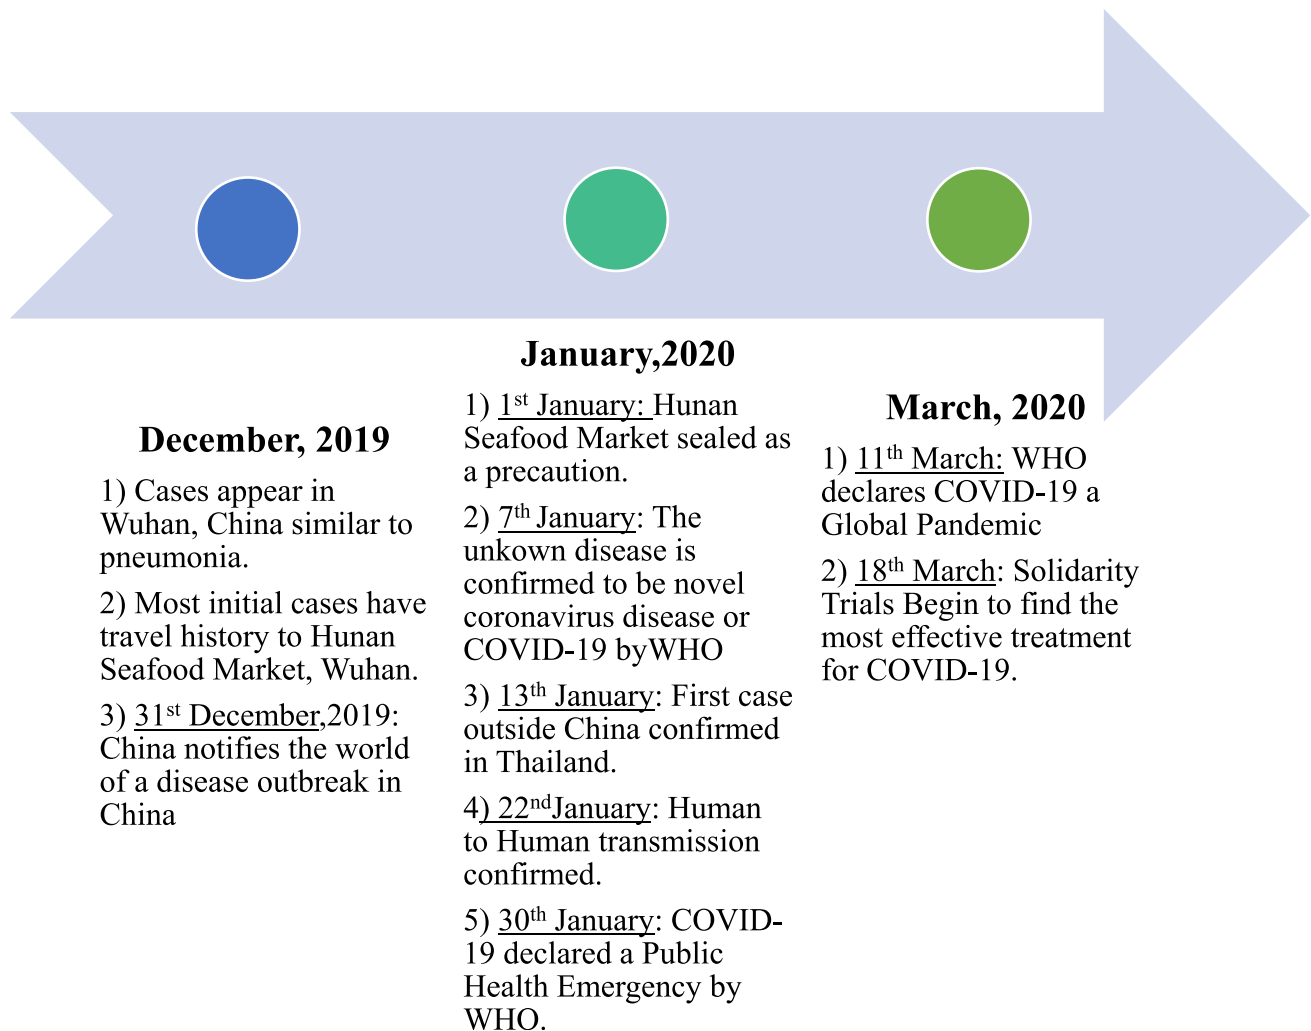 December, 2019
1) Cases appear in
Wuhan, China similar to
pneumonia.
2) Most initial cases have
travel history to Hunan
Seafood Market, Wuhan.
3) 31st December,2019:
China notifies the world
of a disease outbreak in
China
January,2020
1) 1st January: Hunan
Seafood Market sealed as
a precaution.
2) 7th January: The
unkown disease is
confirmed to be novel
coronavirus disease or
COVID-19 byWHO
3) 13th January: First case
outside China confirmed
in Thailand.
4) 22ndJanuary: Human
to Human transmission
confirmed.
5) 30th January: COVID-
19 declared a Public
Health Emergency by
WHO.
March, 2020
1) 11th March: WHO
declares COVID-19 a
Global Pandemic
2) 18th March: Solidarity
Trials Begin to find the
most effective treatment
for COVID-19.